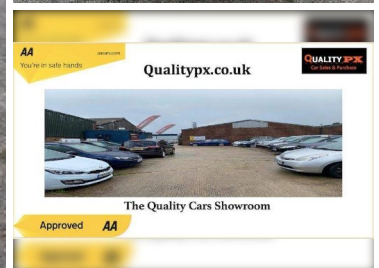 AA
You're in safe hands
Qualitypx.co.uk
QUALITY PX
Car Sales & Purchase
The Quality Cars Showroom
Approved AA